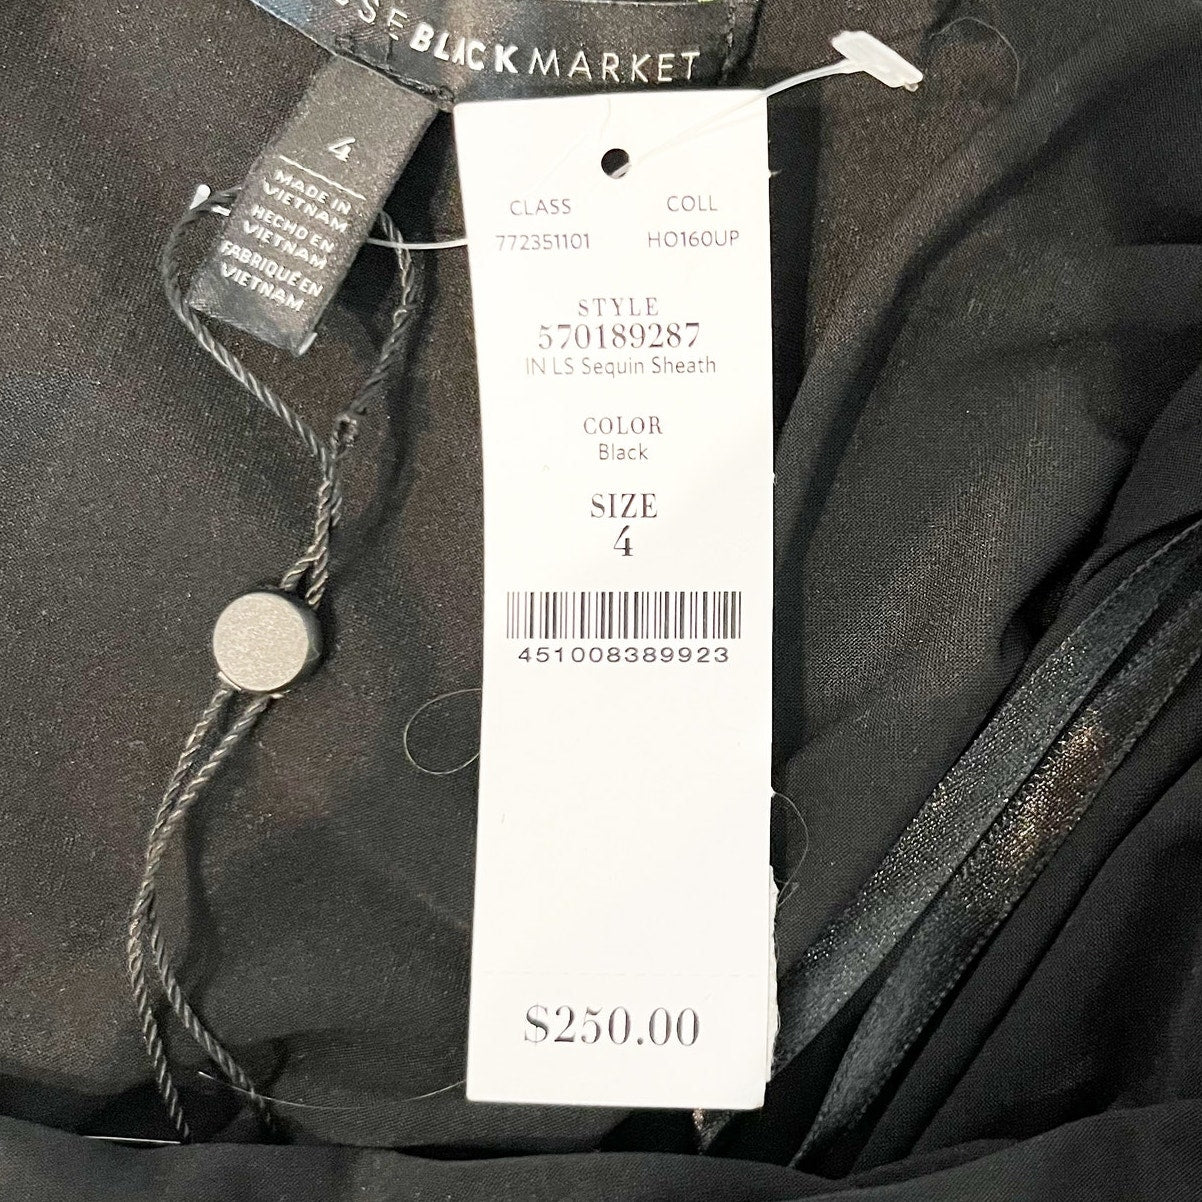 BLACKMARKET
4
MADE IN
VIETNAM
HECHO EN
VIETNAM
FABRIQUÉ EN
VIETNAM
CLASS COLL
772351101 HO160UP
STYLE
570189287
IN LS Sequin Sheath
COLOR
Black
SIZE
4
451008389923
$250.00